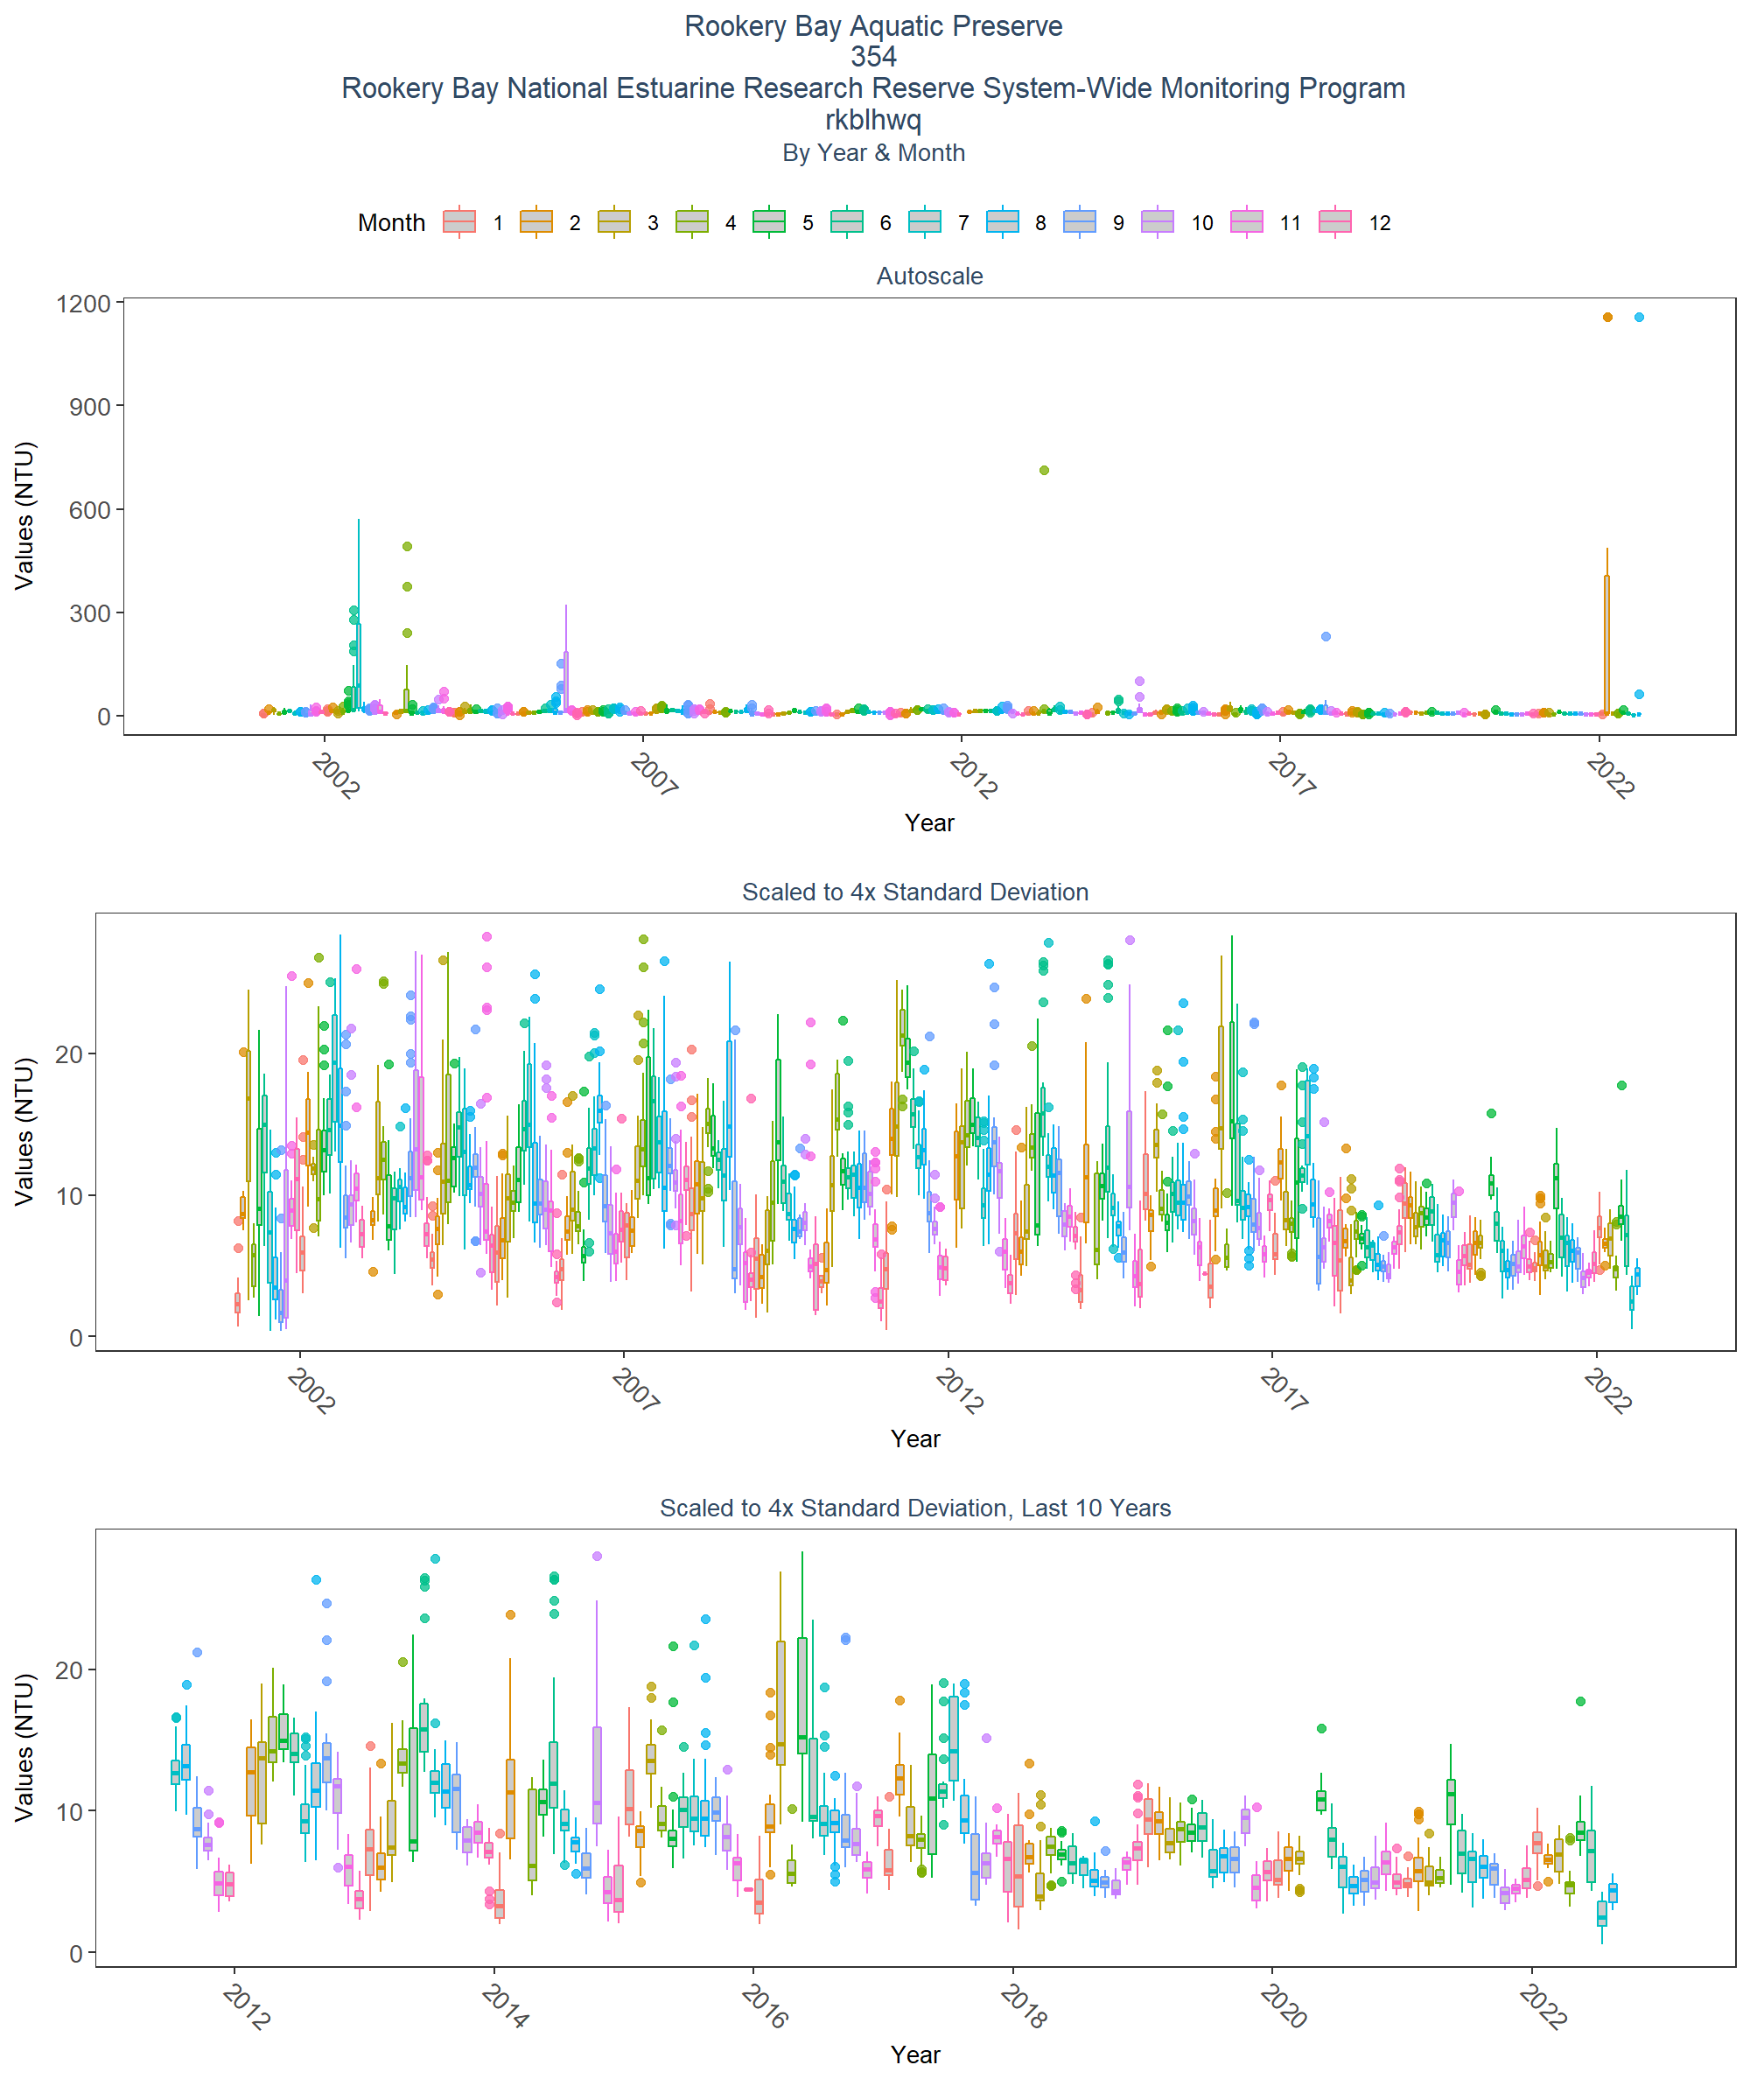 Rookery Bay Aquatic Preserve
354
Rookery Bay National Estuarine Research Reserve System-Wide Monitoring Program
rkblhwq
By Year & Month
Month 1 2 3 4 5 6 7 8 9 10 11 12
Autoscale
1200
900
600
300
0
Values (NTU)
2002 2007 2012 2017 2022
Year
Scaled to 4x Standard Deviation
20
10
0
Values (NTU)
2002 2007 2012 2017 2022
Year
Scaled to 4x Standard Deviation, Last 10 Years
20
10
0
Values (NTU)
2012 2014 2016 2018 2020 2022
Year